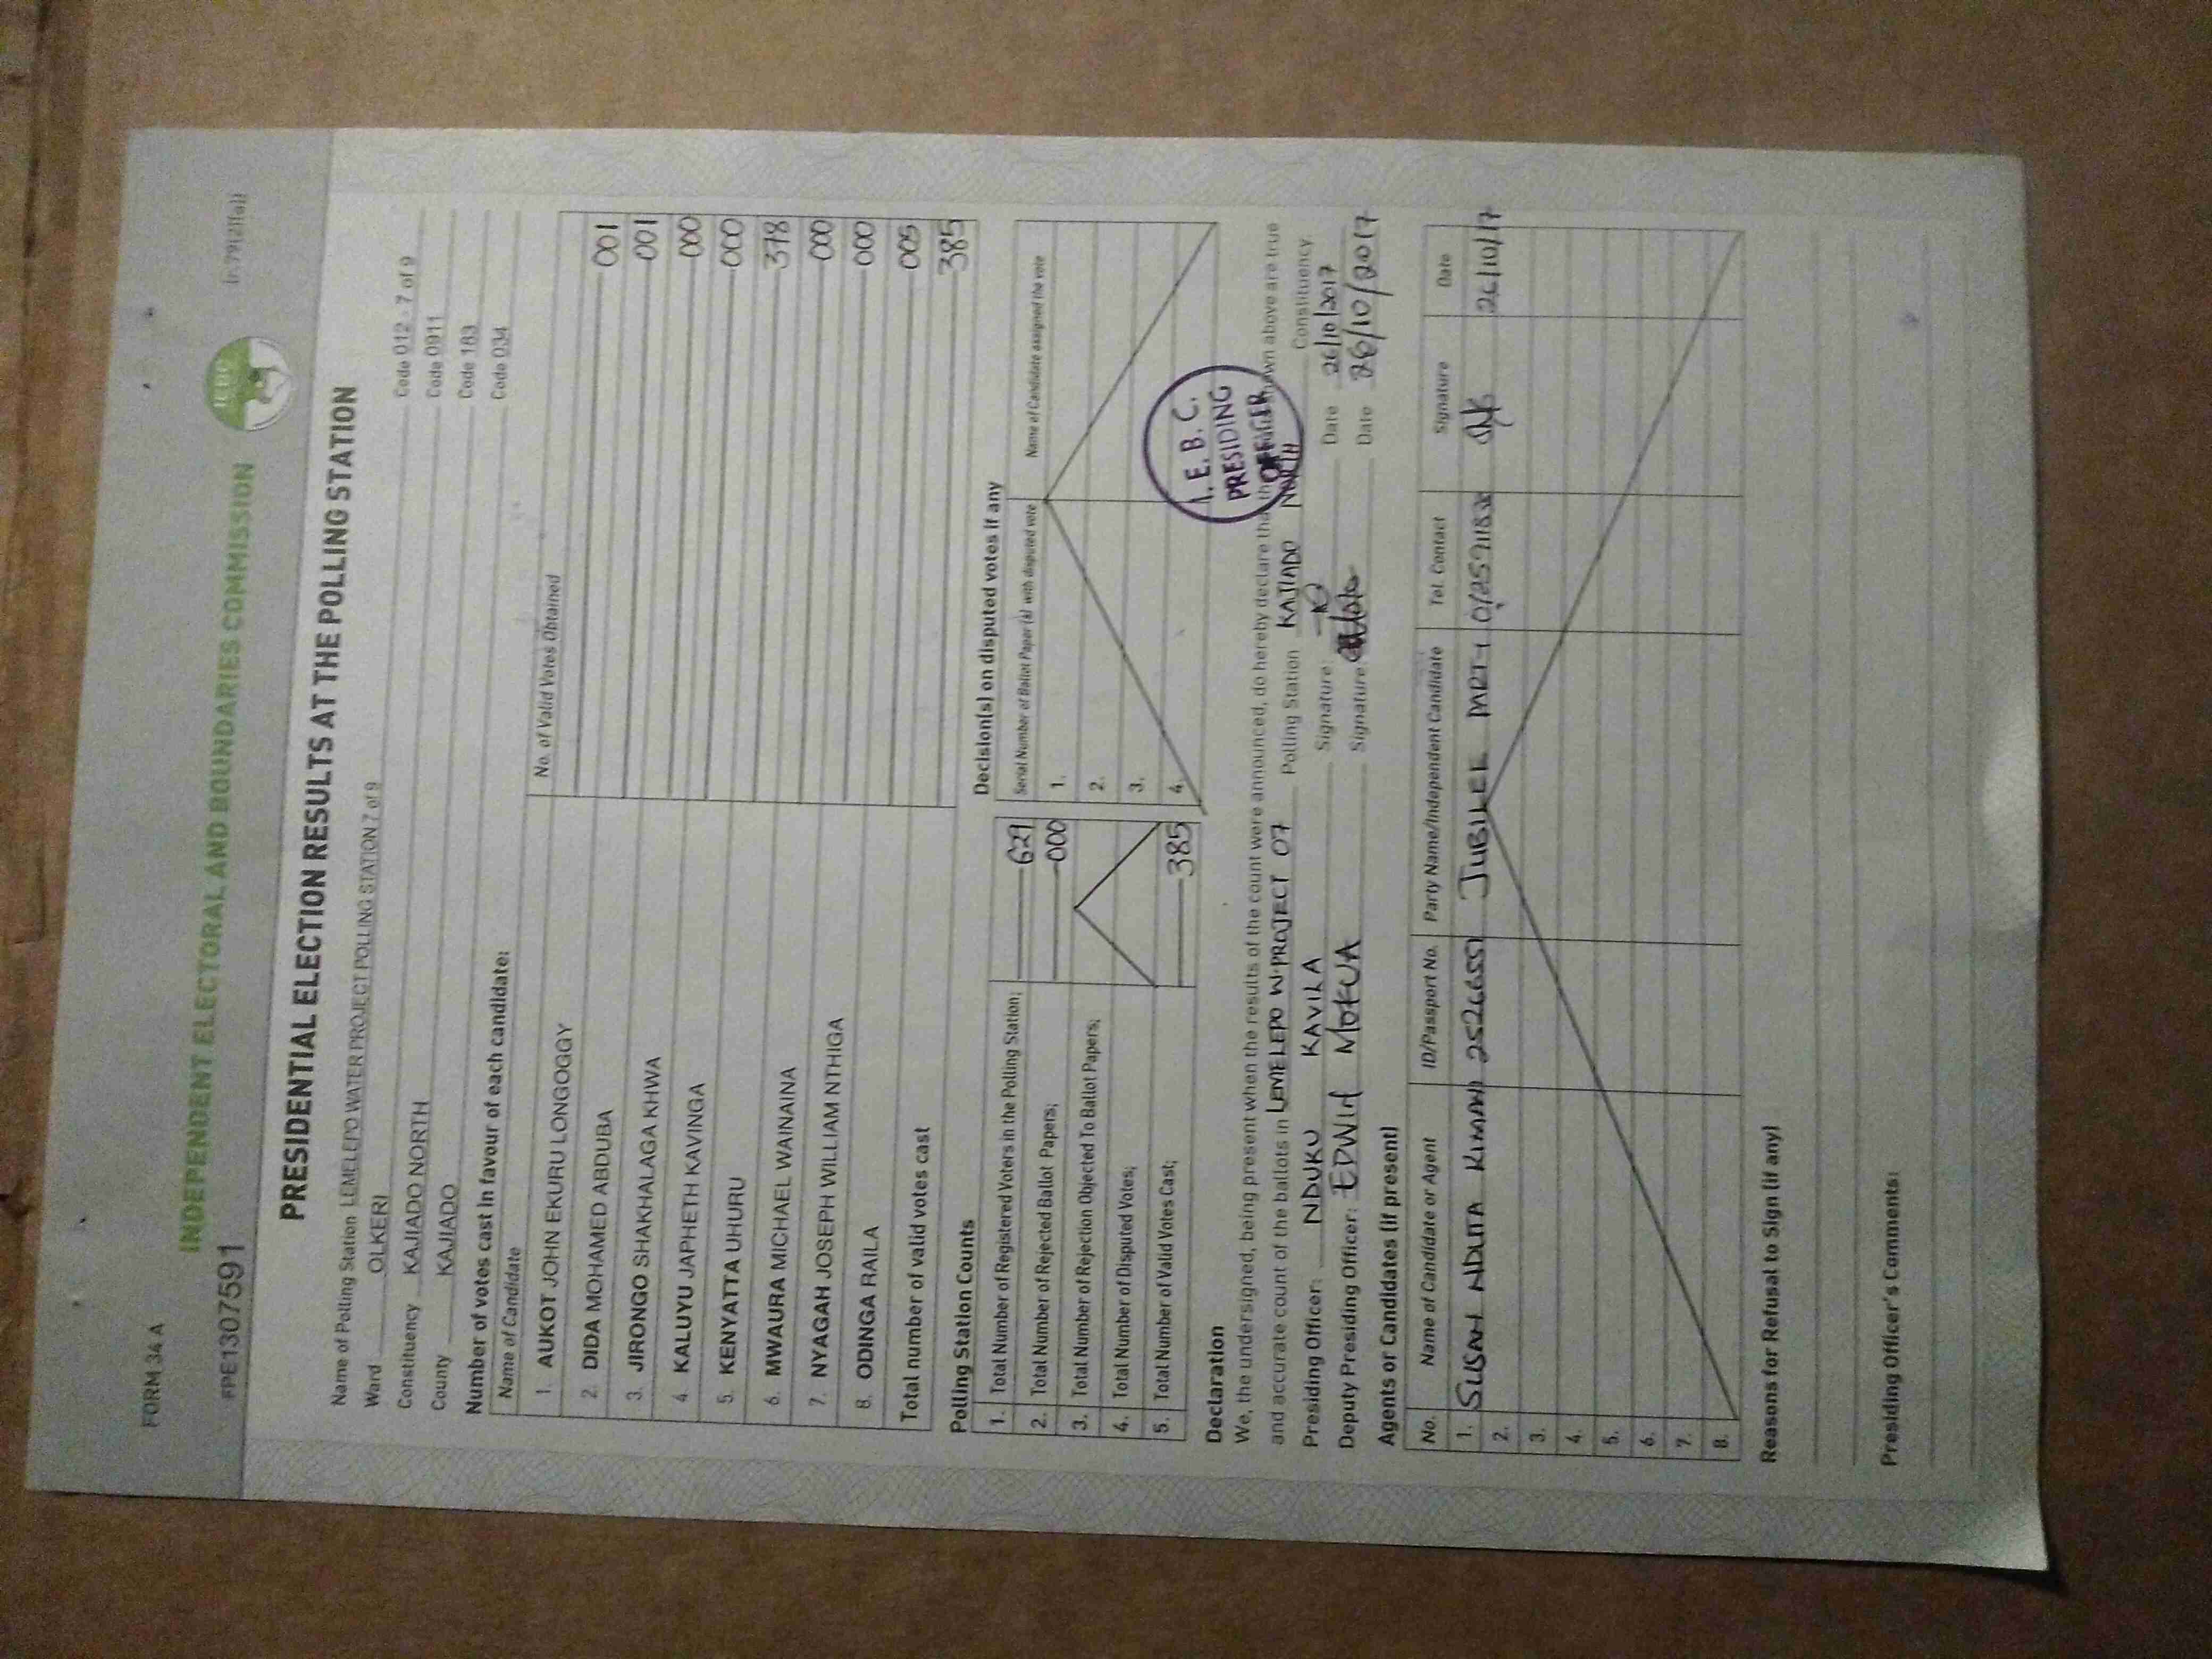 FORM 34 A
INDEPENDENT ELECTORAL AND BOUNDARIES COMMISSION
IEBC
FPE1307591
PRESIDENTIAL ELECTION RESULTS AT THE POLLING STATION
Name of Polling Station LEMELEPO WATER PROJECT POLLING STATION 7 of 9 Code 012 - 7 of 9
Ward OLKERI Code 0911
Constituency KAJIADO NORTH Code 183
County KAJIADO Code 034
Number of votes cast in favour of each candidate:
Name of Candidate No. of Valid Votes Obtained
1. AUKOT JOHN EKURU LONGOGGY 001
2. DIDA MOHAMED ABDUBA 001
3. JIRONGO SHAKHALAGA KHWA 000
4 KALUYU JAPHETH KAVINGA 000
5 KENYATTA UHURU 378
6. MWAURA MICHAEL WAINAINA 000
7. NYAGAH JOSEPH WILLIAM NTHIGA 000
8. ODINGA RAILA 005
Total number of valid votes cast 385
Polling Station Counts
1. Total Number of Registered Voters in the Polling Station; 629
2. Total Number of Rejected Ballot Papers; 000
3. Total Number of Rejection Objected To Ballot Papers;
4. Total Number of Disputed Votes;
5. Total Number of Valid Votes Cast; 385
Decision(s) on disputed votes if any
Serial Number of Ballot Paper (s) with disputed vote Name of Candidate assigned the vote
1.
2.
3.
4.
I.E.B.C.
PRESIDING
OFFICER
Declaration
We, the undersigned, being present when the results of the count were announced, do hereby declare that the shown above are true
and accurate count of the ballots in LEMELEPO W. PROJECT 07 Polling Station KAJIADO NORTH Constituency.
Presiding Officer: NDUKU KAVILA Signature: Date 26/10/2017
Deputy Presiding Officer: EDWIN MOKUA Signature: Date 26/10/2017
Agents or Candidates (if present)
No. Name of Candidate or Agent ID/Passport No. Party Name/Independent Candidate Tel. Contact Signature Date
1. SUSAN NDUTA KIMANI JUBILEE PARTY 26/10/17
2.
3.
4.
5.
6.
7.
8.
Reasons for Refusal to Sign (if any)
Presiding Officer's Comments: